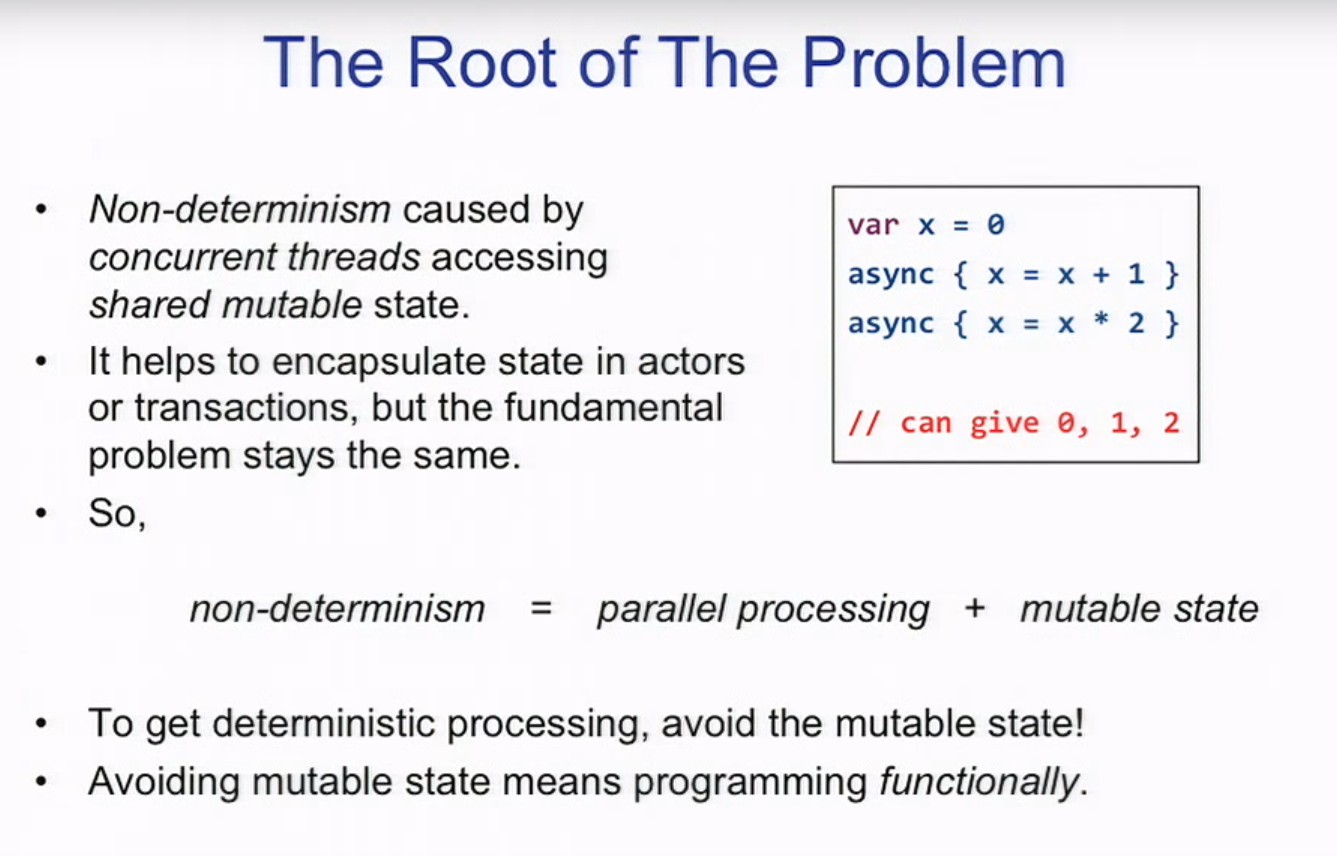 The Root of The Problem
• Non-determinism caused by
concurrent threads accessing
shared mutable state.
• It helps to encapsulate state in actors
or transactions, but the fundamental
problem stays the same.
• So,
var x = 0
async { x = x + 1 }
async { x = x * 2 }
// can give 0, 1, 2
non-determinism = parallel processing + mutable state
• To get deterministic processing, avoid the mutable state!
• Avoiding mutable state means programming functionally.